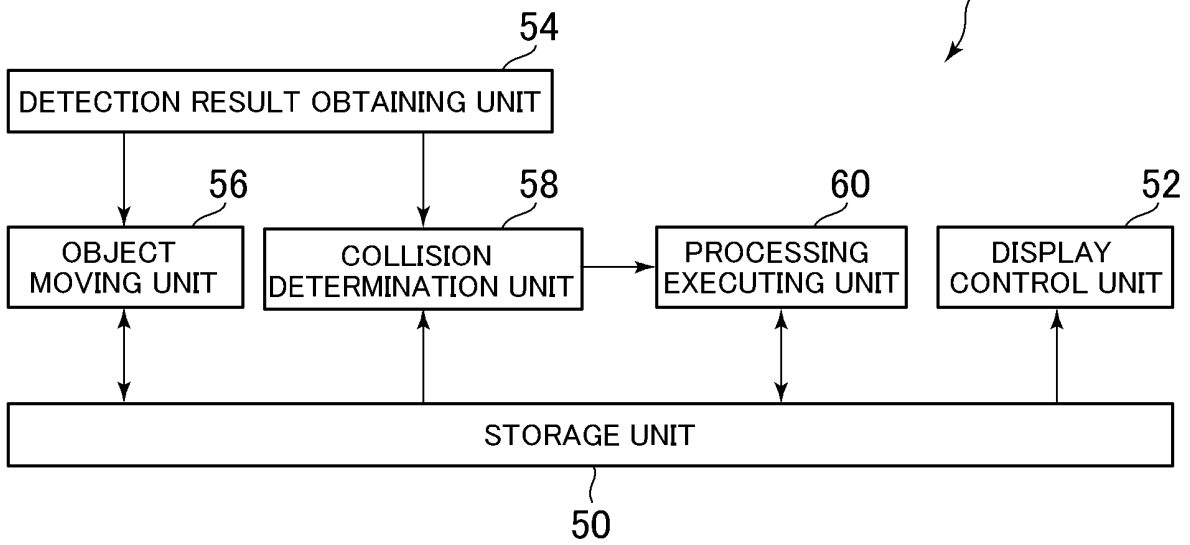 54
DETECTION RESULT OBTAINING UNIT
56
58
60
52
OBJECT
MOVING UNIT
COLLISION
DETERMINATION UNIT
PROCESSING
EXECUTING UNIT
DISPLAY
CONTROL UNIT
STORAGE UNIT
50